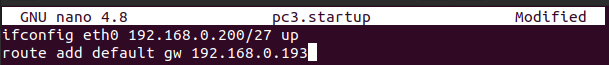 GNU nano 4.8 pc3.startup Modified
ifconfig eth0 192.168.0.200/27 up
route add default gw 192.168.0.193